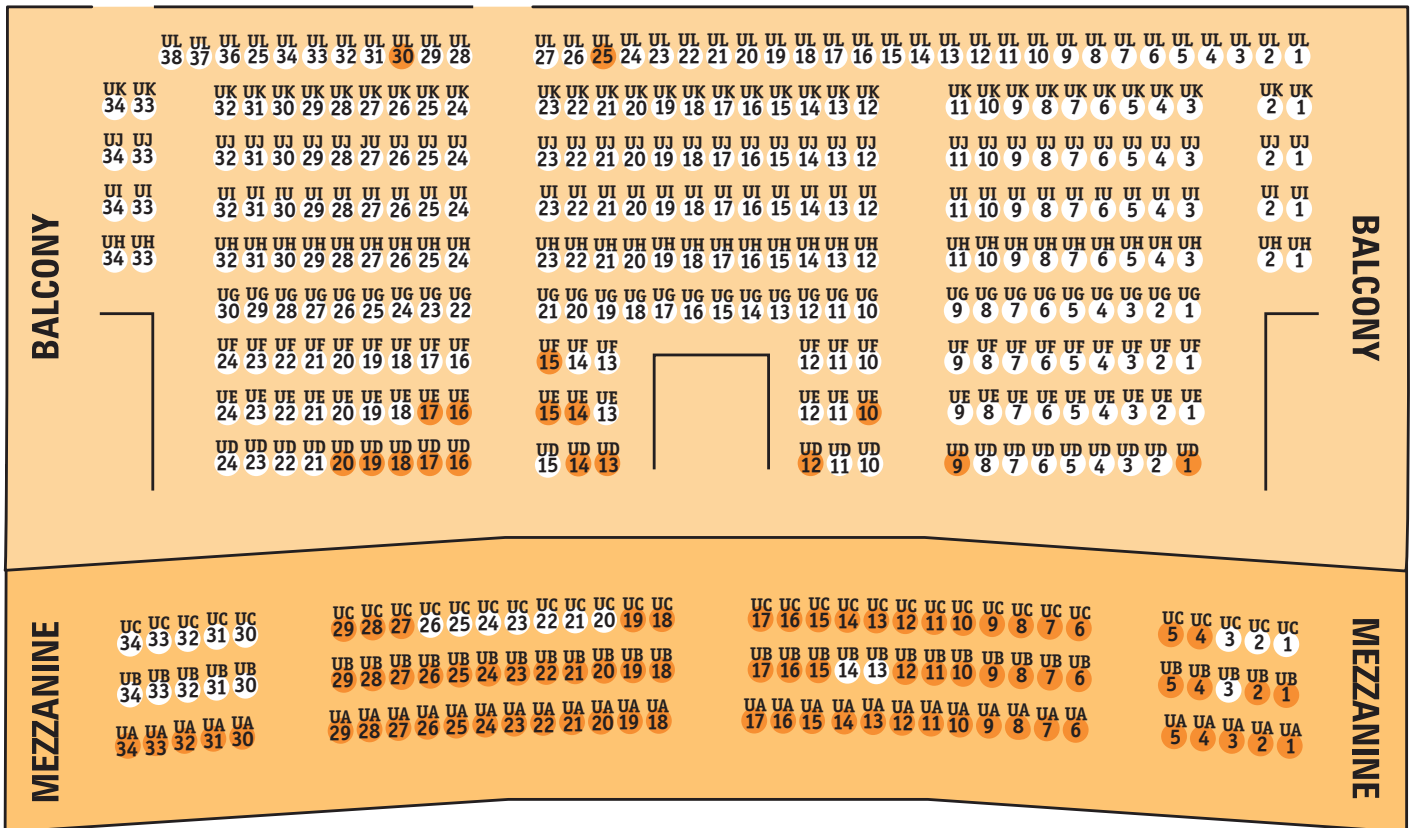 BALCONY
UL UL UL UL UL UL UL UL UL UL UL UL UL UL UL UL UL UL UL UL UL UL UL UL UL UL UL UL UL UL UL UL UL UL UL UL UL UL
38 37 36 25 34 33 32 31 30 29 28 27 26 25 24 23 22 21 20 19 18 17 16 15 14 13 12 11 10 9 8 7 6 5 4 3 2 1
UK UK UK UK UK UK UK UK UK UK UK UK UK UK UK UK UK UK UK UK UK UK UK UK UK UK UK UK UK UK UK UK UK UK
34 33 32 31 30 29 28 27 26 25 24 23 22 21 20 19 18 17 16 15 14 13 12 11 10 9 8 7 6 5 4 3 2 1
UJ UJ UJ UJ UJ UJ UJ JU UJ UJ UJ UJ UJ UJ UJ UJ UJ UJ UJ UJ UJ UJ UJ UJ UJ UJ UJ UJ UJ UJ UJ UJ UJ UJ
34 33 32 31 30 29 28 27 26 25 24 23 22 21 20 19 18 17 16 15 14 13 12 11 10 9 8 7 6 5 4 3 2 1
UI UI UI UI IU UI UI UI UI UI UI UI UI UI UI UI UI UI UI UI UI UI UI UI UI UI UI UI IU UI UI UI UI UI
34 33 32 31 30 29 28 27 26 25 24 23 22 21 20 19 18 17 16 15 14 13 12 11 10 9 8 7 6 5 4 3 2 1
UH UH UH UH UH UH UH UH UH UH UH UH UH UH UH UH UH UH UH UH UH UH UH UH UH UH UH UH UH UH UH UH UH UH
34 33 32 31 30 29 28 27 26 25 24 23 22 21 20 19 18 17 16 15 14 13 12 11 10 9 8 7 6 5 4 3 2 1
UG UG UG UG UG UG UG UG UG UG UG UG UG UG UG UG UG UG UG UG UG UG UG UG UG UG UG UG UG UG
30 29 28 27 26 25 24 23 22 21 20 19 18 17 16 15 14 13 12 11 10 9 8 7 6 5 4 3 2 1
UF UF UF UF UF UF UF UF UF UF UF UF UF UF UF UF UF UF UF UF UF UF UF UF
24 23 22 21 20 19 18 17 16 15 14 13 12 11 10 9 8 7 6 5 4 3 2 1
UE UE UE UE UE UE UE UE UE UE UE UE UE UE UE UE UE UE UE UE UE UE UE UE
24 23 22 21 20 19 18 17 16 15 14 13 12 11 10 9 8 7 6 5 4 3 2 1
UD UD UD UD UD UD UD UD UD UD UD UD UD UD UD UD UD UD UD UD UD UD UD UD
24 23 22 21 20 19 18 17 16 15 14 13 12 11 10 9 8 7 6 5 4 3 2 1
BALCONY
MEZZANINE
UC UC UC UC UC UC UC UC UC UC UC UC UC UC UC UC UC UC UC UC UC UC UC UC UC UC UC UC UC UC UC UC UC UC
34 33 32 31 30 29 28 27 26 25 24 23 22 21 20 19 18 17 16 15 14 13 12 11 10 9 8 7 6 5 4 3 2 1
UB UB UB UB UB UB UB UB UB UB UB UB UB UB UB UB UB UB UB UB UB UB UB UB UB UB UB UB UB UB UB UB UB UB
34 33 32 31 30 29 28 27 26 25 24 23 22 21 20 19 18 17 16 15 14 13 12 11 10 9 8 7 6 5 4 3 2 1
UA UA UA UA UA UA UA UA UA UA UA UA UA UA UA UA UA UA UA UA UA UA UA UA UA UA UA UA UA UA UA UA UA UA
34 33 32 31 30 29 28 27 26 25 24 23 22 21 20 19 18 17 16 15 14 13 12 11 10 9 8 7 6 5 4 3 2 1
MEZZANINE